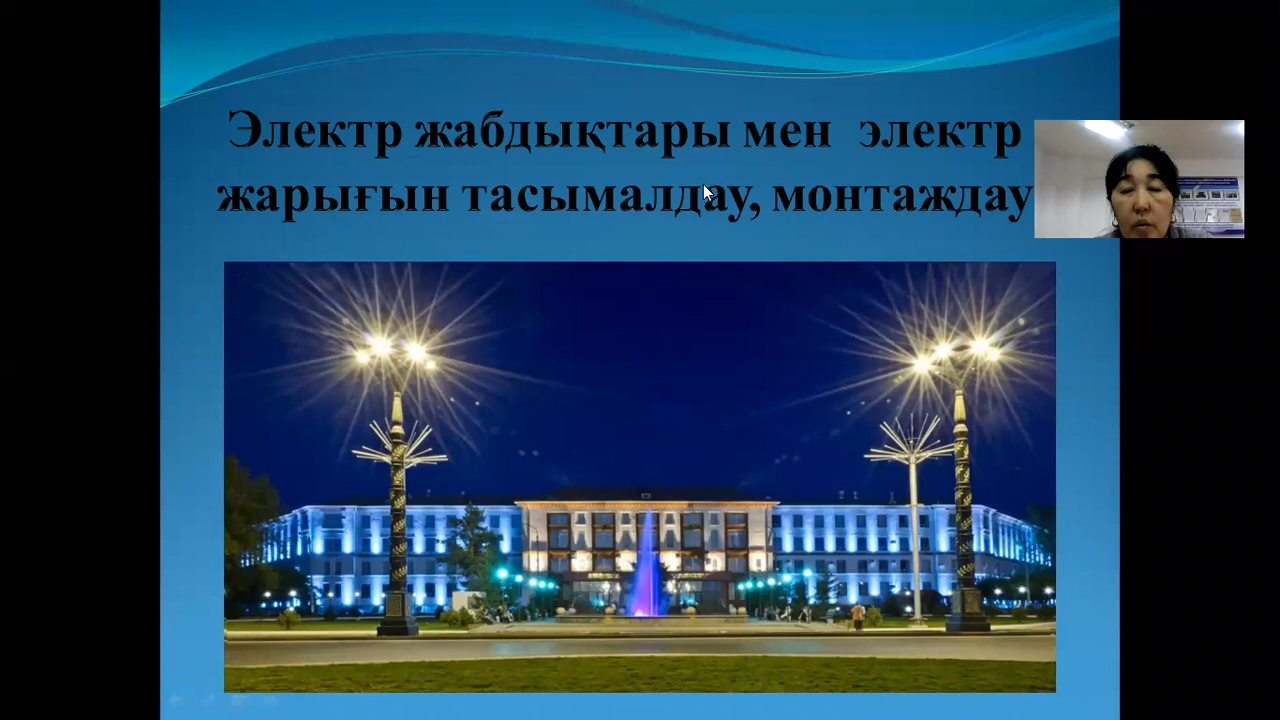 Электр жабдықтары мен электр
жарығын тасымалдау, монтаждау